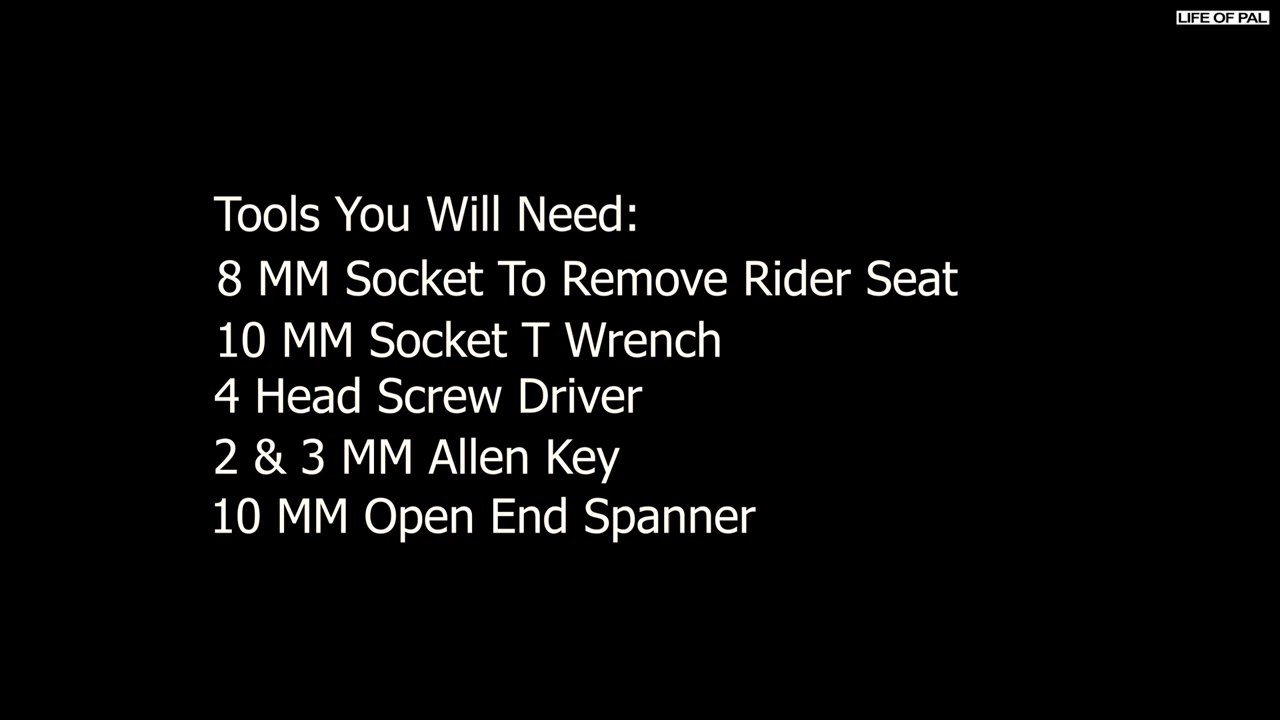 LIFE OF PAL
Tools You Will Need:
8 MM Socket To Remove Rider Seat
10 MM Socket T Wrench
4 Head Screw Driver
2 & 3 MM Allen Key
10 MM Open End Spanner